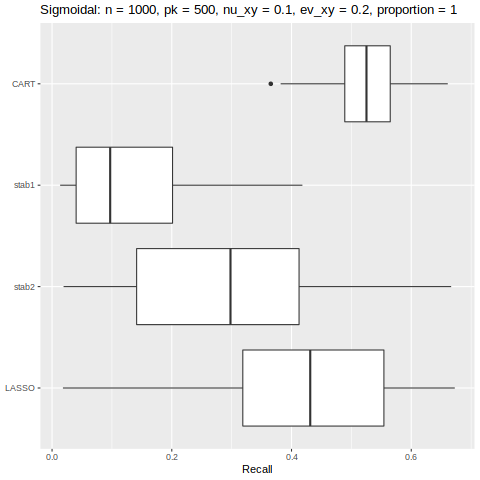 Sigmoidal: n = 1000, pk = 500, nu_xy = 0.1, ev_xy = 0.2, proportion = 1
CART
stab1
stab2
LASSO
0.0 0.2 0.4 0.6
Recall